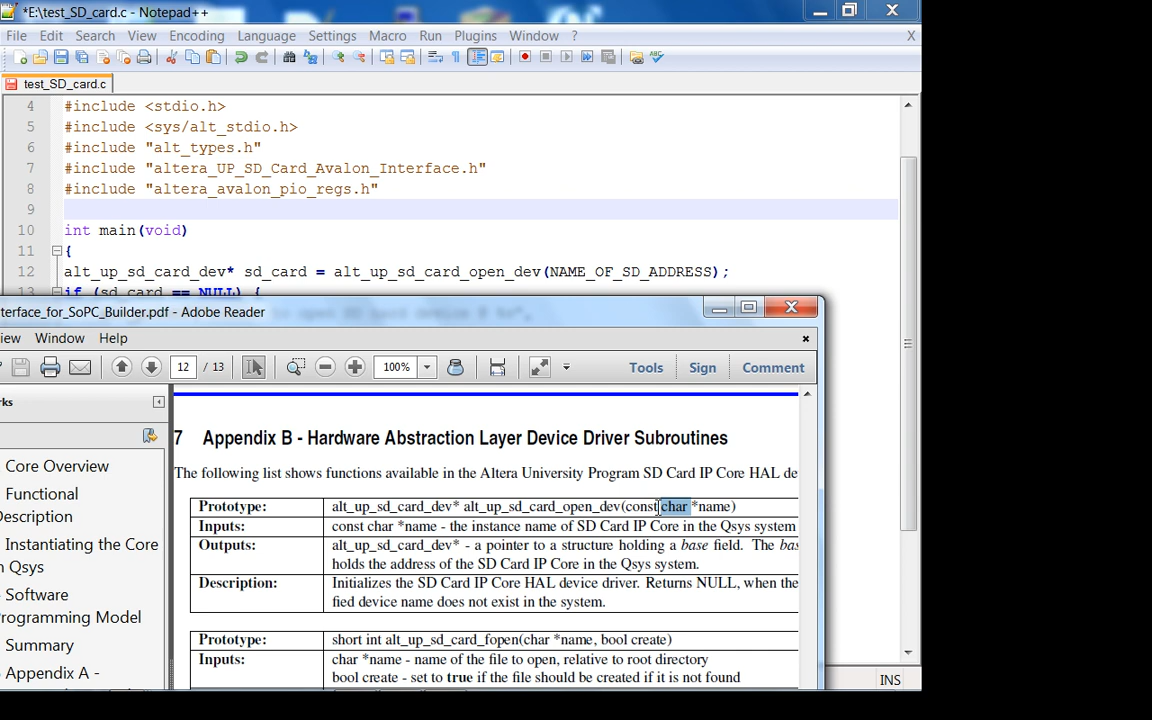 *E:\test_SD_card.c - Notepad++
File Edit Search View Encoding Language Settings Macro Run Plugins Window ? X
test_SD_card.c
4 #include <stdio.h>
5 #include <sys/alt_stdio.h>
6 #include "alt_types.h"
7 #include "altera_UP_SD_Card_Avalon_Interface.h"
8 #include "altera_avalon_pio_regs.h"
9
10 int main(void)
11 {
12 alt_up_sd_card_dev* sd_card = alt_up_sd_card_open_dev(NAME_OF_SD_ADDRESS);
13 if (sd_card == NULL) {
terface_for_SoPC_Builder.pdf - Adobe Reader
iew Window Help
12 / 13 100% Tools Sign Comment
rks
Core Overview
Functional
Description
Instantiating the Core
n Qsys
Software
rogramming Model
Summary
Appendix A -
7 Appendix B - Hardware Abstraction Layer Device Driver Subroutines
The following list shows functions available in the Altera University Program SD Card IP Core HAL de
Prototype: alt_up_sd_card_dev* alt_up_sd_card_open_dev(const char *name)
Inputs: const char *name - the instance name of SD Card IP Core in the Qsys system
Outputs: alt_up_sd_card_dev* - a pointer to a structure holding a base field. The bas
holds the address of the SD Card IP Core in the Qsys system.
Description: Initializes the SD Card IP Core HAL device driver. Returns NULL, when the
fied device name does not exist in the system.
Prototype: short int alt_up_sd_card_fopen(char *name, bool create)
Inputs: char *name - name of the file to open, relative to root directory
bool create - set to true if the file should be created if it is not found
INS